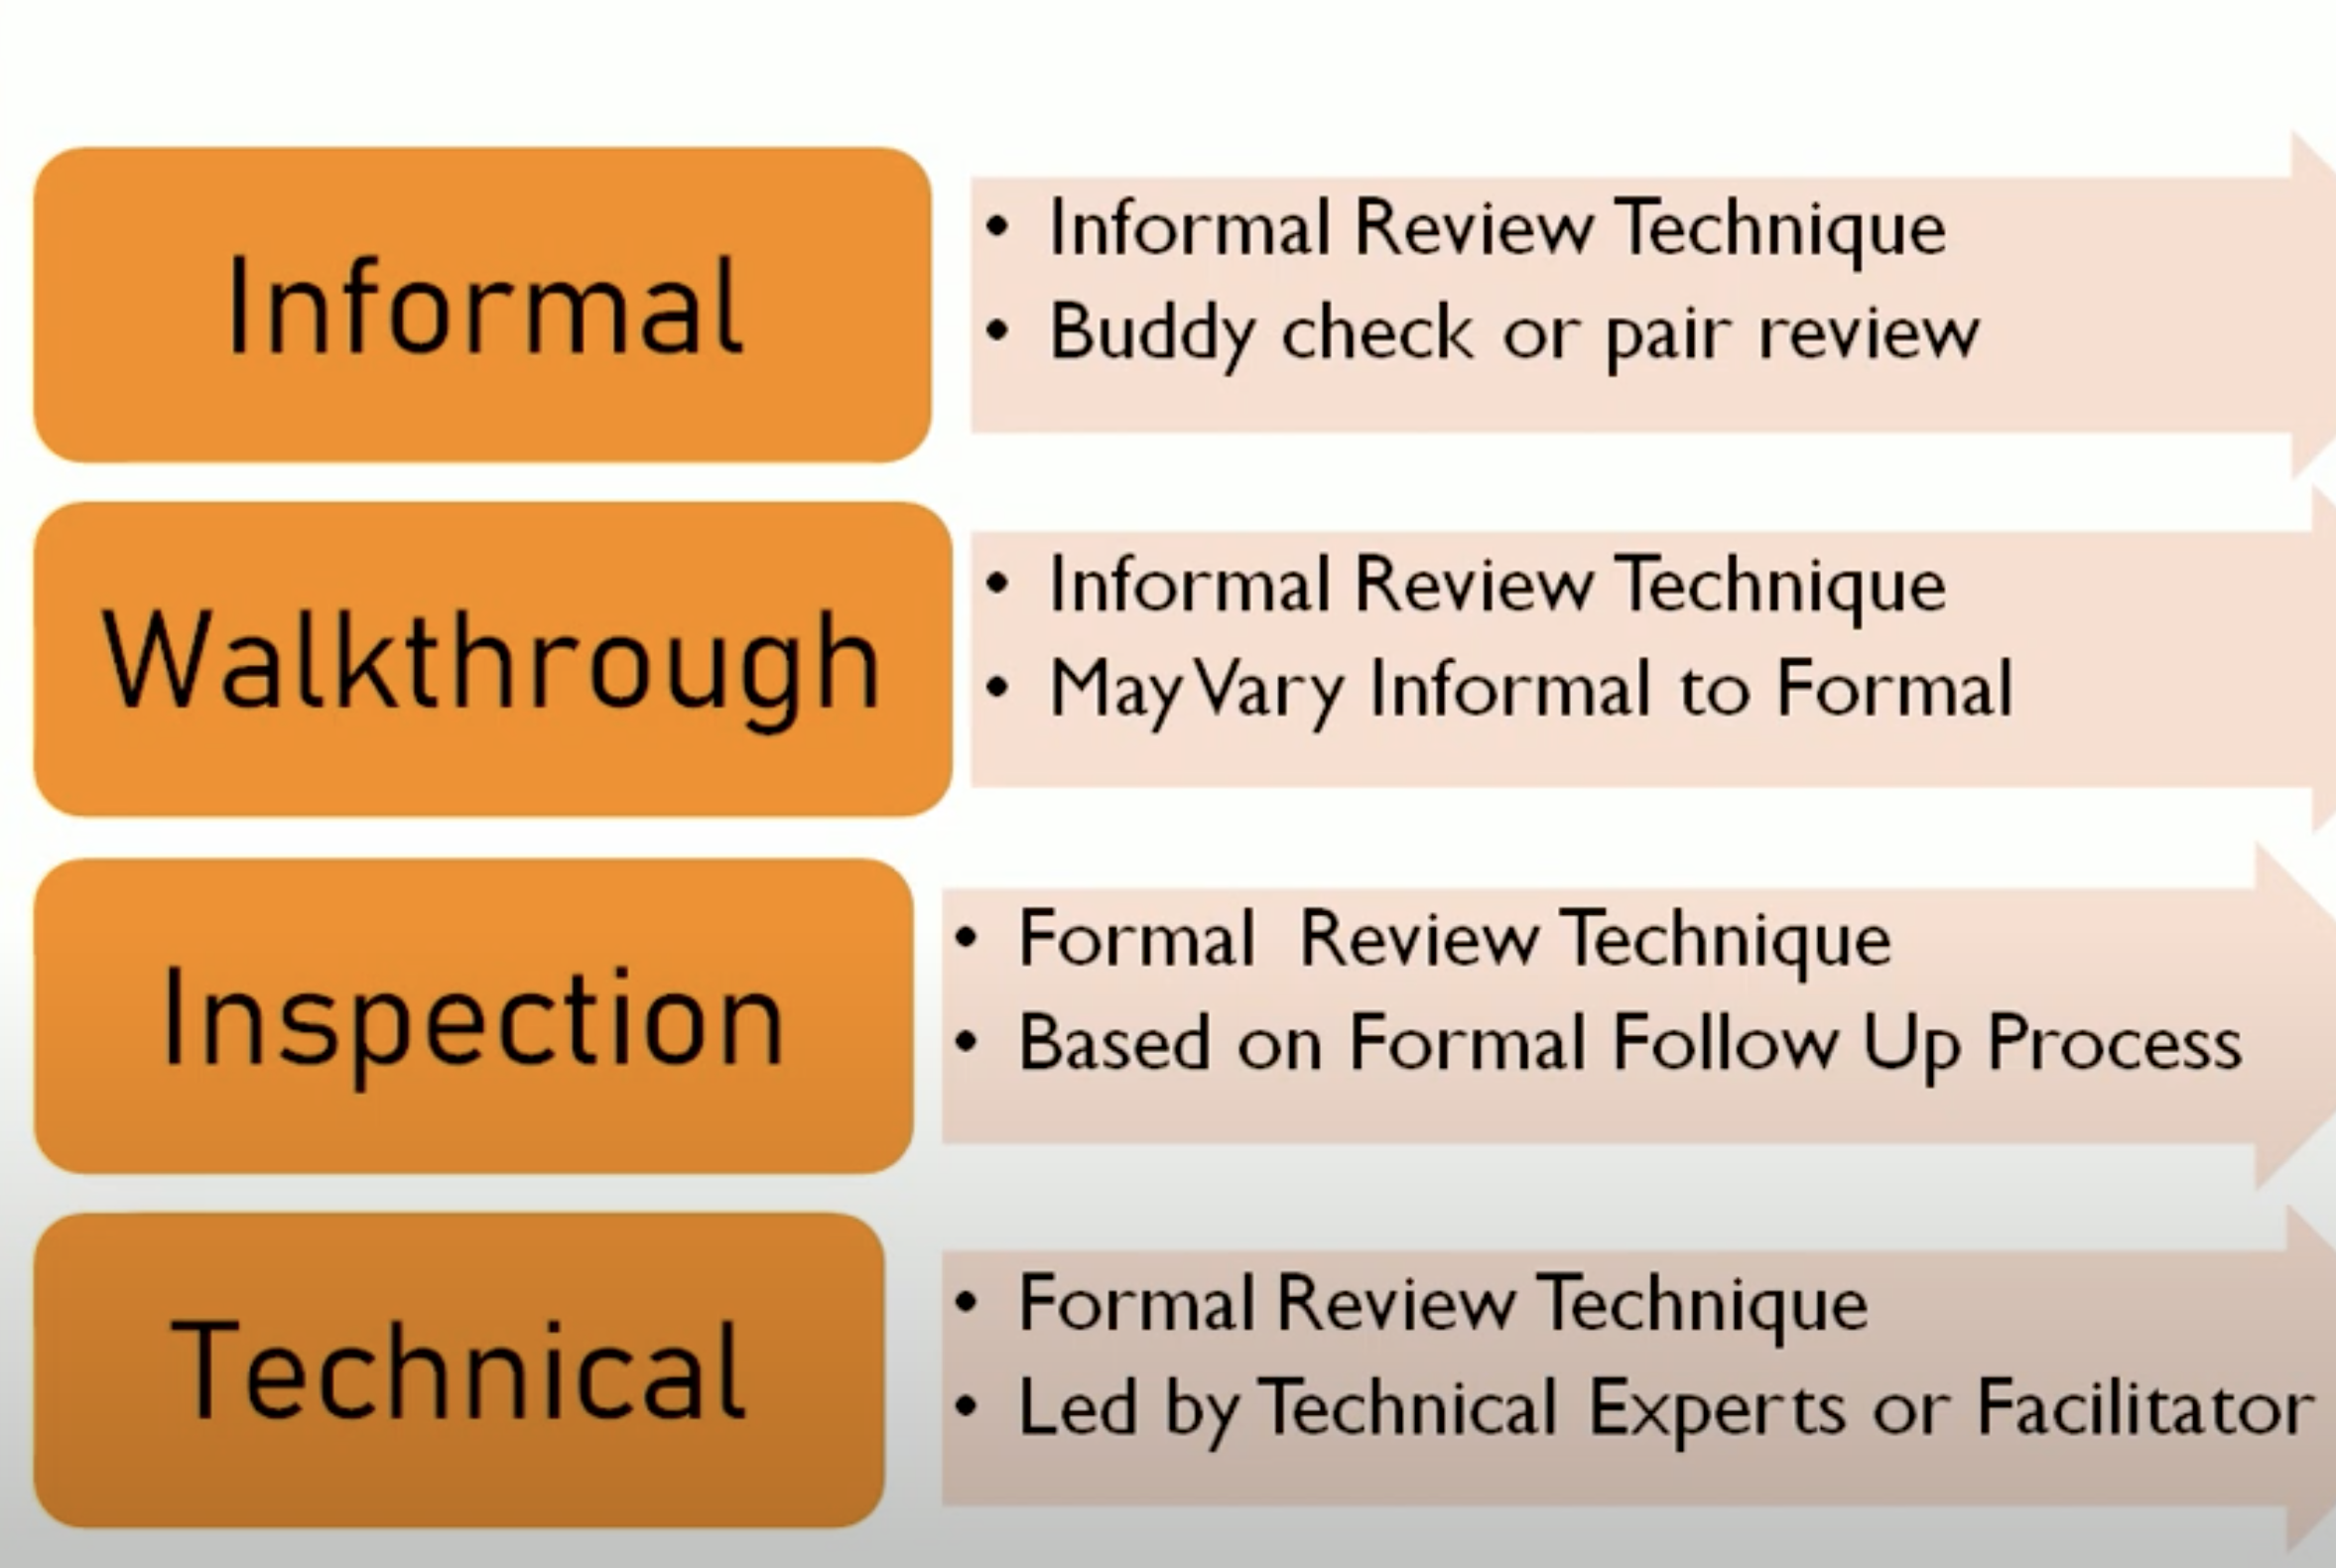 Informal
• Informal Review Technique
• Buddy check or pair review
Walkthrough
• Informal Review Technique
• May Vary Informal to Formal
Inspection
• Formal Review Technique
• Based on Formal Follow Up Process
Technical
• Formal Review Technique
• Led by Technical Experts or Facilitator